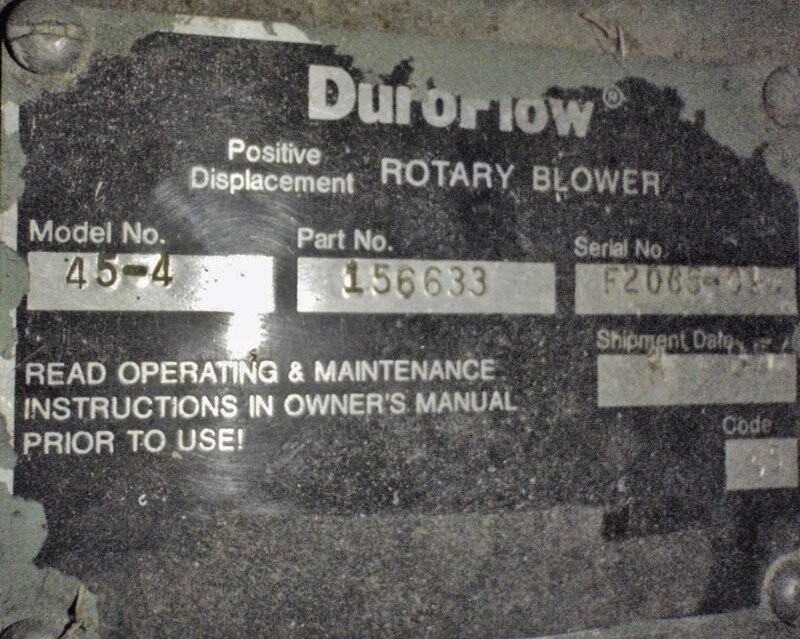 DuroFlow®
Positive Displacement ROTARY BLOWER
Model No. Part No. Serial No.
45-4 156633
Shipment Date
READ OPERATING & MAINTENANCE
INSTRUCTIONS IN OWNER'S MANUAL
PRIOR TO USE!
Code